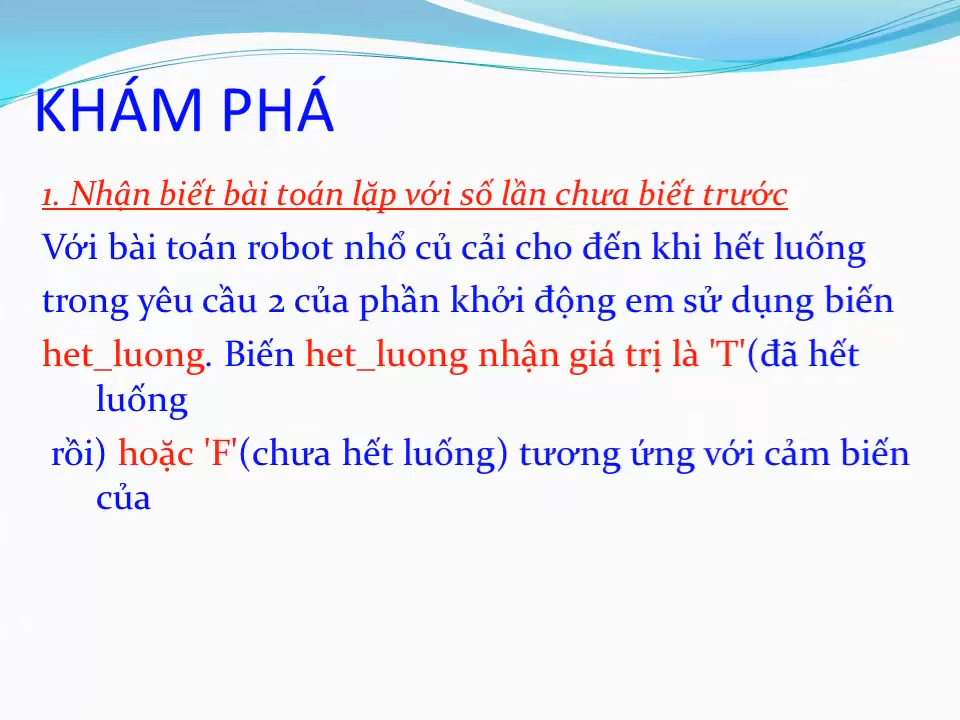 KHÁM PHÁ
1. Nhận biết bài toán lặp với số lần chưa biết trước
Với bài toán robot nhổ củ cải cho đến khi hết luống
trong yêu cầu 2 của phần khởi động em sử dụng biến
het_luong. Biến het_luong nhận giá trị là 'T'(đã hết
luống
rồi) hoặc 'F'(chưa hết luống) tương ứng với cảm biến
của